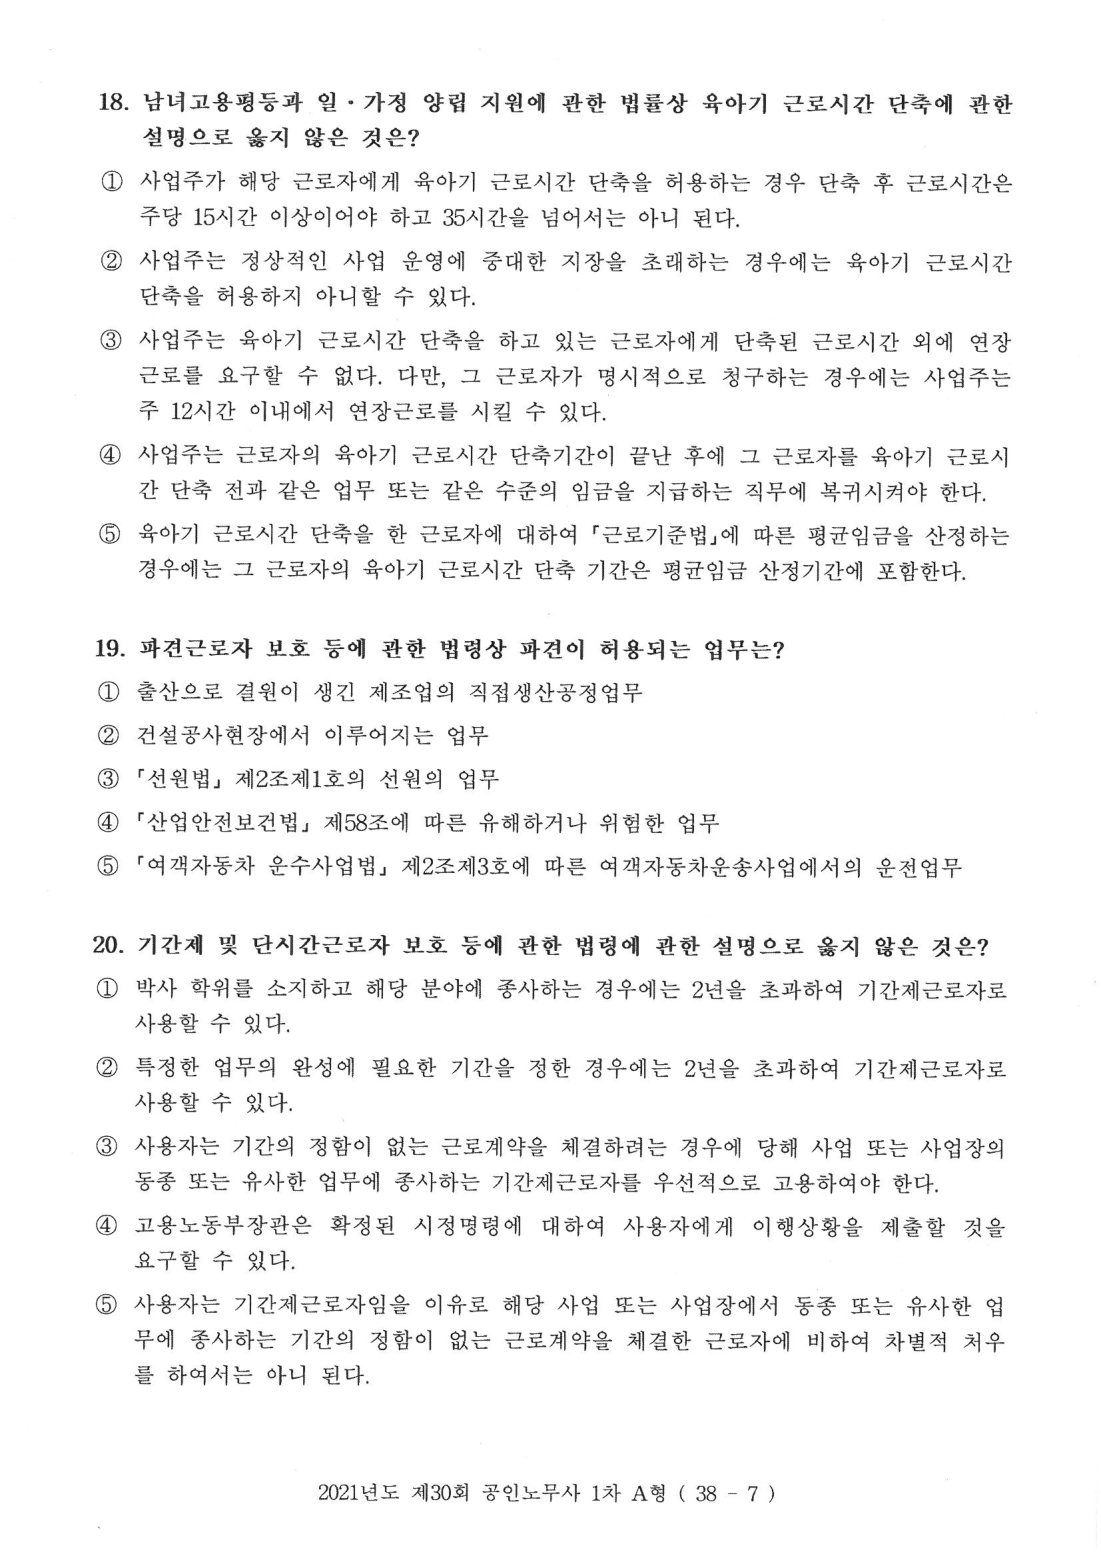 18. 남녀고용평등과 일·가정 양립 지원에 관한 법률상 육아기 근로시간 단축에 관한
설명으로 옳지 않은 것은?
① 사업주가 해당 근로자에게 육아기 근로시간 단축을 허용하는 경우 단축 후 근로시간은
주당 15시간 이상이어야 하고 35시간을 넘어서는 아니 된다.
② 사업주는 정상적인 사업 운영에 중대한 지장을 초래하는 경우에는 육아기 근로시간
단축을 허용하지 아니할 수 있다.
③ 사업주는 육아기 근로시간 단축을 하고 있는 근로자에게 단축된 근로시간 외에 연장
근로를 요구할 수 없다. 다만, 그 근로자가 명시적으로 청구하는 경우에는 사업주는
주 12시간 이내에서 연장근로를 시킬 수 있다.
④ 사업주는 근로자의 육아기 근로시간 단축기간이 끝난 후에 그 근로자를 육아기 근로시
간 단축 전과 같은 업무 또는 같은 수준의 임금을 지급하는 직무에 복귀시켜야 한다.
⑤ 육아기 근로시간 단축을 한 근로자에 대하여 「근로기준법」에 따른 평균임금을 산정하는
경우에는 그 근로자의 육아기 근로시간 단축 기간은 평균임금 산정기간에 포함한다.
19. 파견근로자 보호 등에 관한 법령상 파견이 허용되는 업무는?
① 출산으로 결원이 생긴 제조업의 직접생산공정업무
② 건설공사현장에서 이루어지는 업무
③ 「선원법」 제2조제1호의 선원의 업무
④ 「산업안전보건법」 제58조에 따른 유해하거나 위험한 업무
⑤ 「여객자동차 운수사업법」 제2조제3호에 따른 여객자동차운송사업에서의 운전업무
20. 기간제 및 단시간근로자 보호 등에 관한 법령에 관한 설명으로 옳지 않은 것은?
① 박사 학위를 소지하고 해당 분야에 종사하는 경우에는 2년을 초과하여 기간제근로자로
사용할 수 있다.
② 특정한 업무의 완성에 필요한 기간을 정한 경우에는 2년을 초과하여 기간제근로자로
사용할 수 있다.
③ 사용자는 기간의 정함이 없는 근로계약을 체결하려는 경우에 당해 사업 또는 사업장의
동종 또는 유사한 업무에 종사하는 기간제근로자를 우선적으로 고용하여야 한다.
④ 고용노동부장관은 확정된 시정명령에 대하여 사용자에게 이행상황을 제출할 것을
요구할 수 있다.
⑤ 사용자는 기간제근로자임을 이유로 해당 사업 또는 사업장에서 동종 또는 유사한 업
무에 종사하는 기간의 정함이 없는 근로계약을 체결한 근로자에 비하여 차별적 처우
를 하여서는 아니 된다.
2021년도 제30회 공인노무사 1차 A형 ( 38 - 7 )